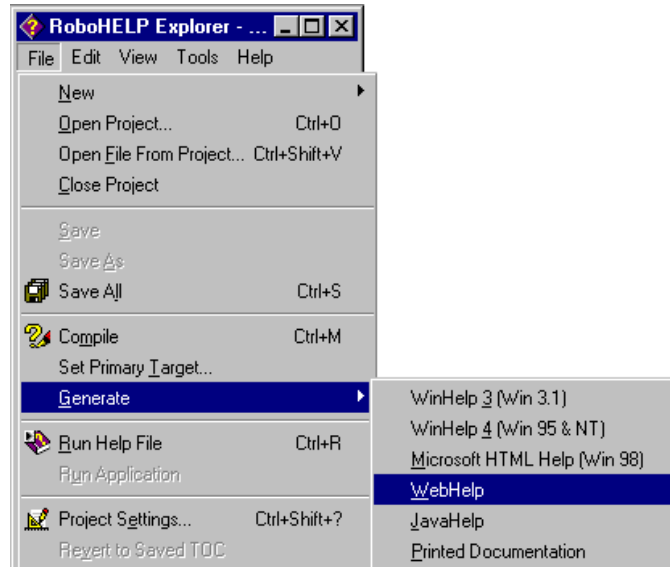 RoboHELP Explorer - ...
File Edit View Tools Help
New
Open Project... Ctrl+O
Open File From Project... Ctrl+Shift+V
Close Project
Save
Save As
Save All Ctrl+S
Compile Ctrl+M
Set Primary Target...
Generate
WinHelp 3 (Win 3.1)
WinHelp 4 (Win 95 & NT)
Run Help File Ctrl+R
Microsoft HTML Help (Win 98)
Run Application
WebHelp
Project Settings... Ctrl+Shift+?
JavaHelp
Revert to Saved TOC
Printed Documentation